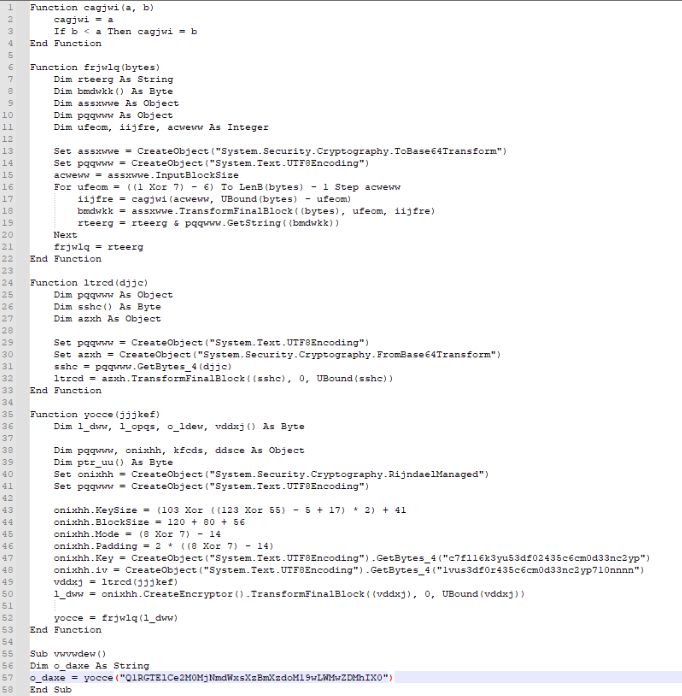 1 Function cagjwi(a, b)
2 cagjwi = a
3 If b < a Then cagjwi = b
4 End Function
5
6 Function frjwlq(bytes)
7 Dim rteerg As String
8 Dim bmdwkk() As Byte
9 Dim assxwwe As Object
10 Dim pqqwww As Object
11 Dim ufeom, iijfre, acweww As Integer
12
13 Set assxwwe = CreateObject("System.Security.Cryptography.ToBase64Transform")
14 Set pqqwww = CreateObject("System.Text.UTF8Encoding")
15 acweww = assxwwe.InputBlockSize
16 For ufeom = ((1 Xor 7) - 6) To LenB(bytes) - 1 Step acweww
17 iijfre = cagjwi(acweww, UBound(bytes) - ufeom)
18 bmdwkk = assxwwe.TransformFinalBlock((bytes), ufeom, iijfre)
19 rteerg = rteerg & pqqwww.GetString((bmdwkk))
20 Next
21 frjwlq = rteerg
22 End Function
23
24 Function ltrcd(djjc)
25 Dim pqqwww As Object
26 Dim sshc() As Byte
27 Dim azxh As Object
28
29 Set pqqwww = CreateObject("System.Text.UTF8Encoding")
30 Set azxh = CreateObject("System.Security.Cryptography.FromBase64Transform")
31 sshc = pqqwww.GetBytes_4(djjc)
32 ltrcd = azxh.TransformFinalBlock((sshc), 0, UBound(sshc))
33 End Function
34
35 Function yocce(jjjkef)
36 Dim l_dww, l_opqs, o_ldew, vddxj() As Byte
37
38 Dim pqqwww, onixhh, kfcds, ddsce As Object
39 Dim ptr_uu() As Byte
40 Set onixhh = CreateObject("System.Security.Cryptography.RijndaelManaged")
41 Set pqqwww = CreateObject("System.Text.UTF8Encoding")
42
43 onixhh.KeySize = (103 Xor ((123 Xor 55) - 5 + 17) * 2) + 41
44 onixhh.BlockSize = 120 + 80 + 56
45 onixhh.Mode = (8 Xor 7) - 14
46 onixhh.Padding = 2 * ((8 Xor 7) - 14)
47 onixhh.Key = CreateObject("System.Text.UTF8Encoding").GetBytes_4("c7f116k3yu53df02435c6cm0d33nc2yp")
48 onixhh.iv = CreateObject("System.Text.UTF8Encoding").GetBytes_4("1vus3df0r435c6cm0d33nc2yp710nnnn")
49 vddxj = ltrcd(jjjkef)
50 l_dww = onixhh.CreateEncryptor().TransformFinalBlock((vddxj), 0, UBound(vddxj))
51
52 yocce = frjwlq(l_dww)
53 End Function
54
55 Sub vwvwdew()
56 Dim o_daxe As String
57 o_daxe = yocce("Q1RGTE1Ce2M0MjNmdWxsXzBmXzdoM19wLWMwZDMhIX0")
58 End Sub